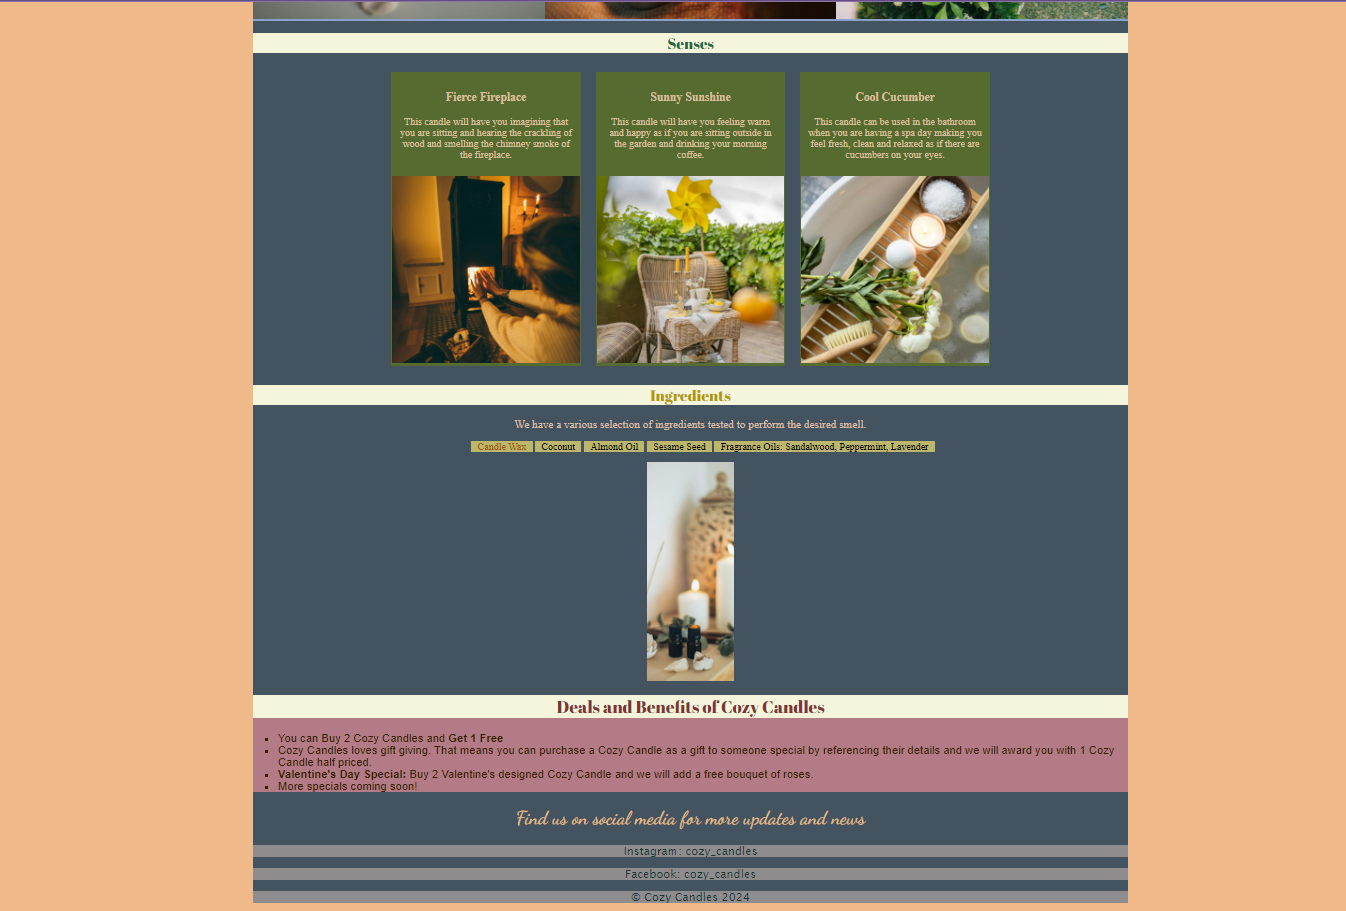 Senses
Fierce Fireplace
This candle will have you imagining that
you are sitting and hearing the crackling of
wood and smelling the chimney smoke of
the fireplace.
Sunny Sunshine
This candle will have you feeling warm
and happy as if you are sitting outside in
the garden and drinking your morning
coffee.
Cool Cucumber
This candle can be used in the bathroom
when you are having a spa day making you
feel fresh, clean and relaxed as if there are
cucumbers on your eyes.
Ingredients
We have a various selection of ingredients tested to perform the desired smell.
Candle Wax Coconut Almond Oil Sesame Seed Fragrance Oils: Sandalwood, Peppermint, Lavender
Deals and Benefits of Cozy Candles
You can Buy 2 Cozy Candles and Get 1 Free
Cozy Candles loves gift giving. That means you can purchase a Cozy Candle as a gift to someone special by referencing their details and we will award you with 1 Cozy
Candle half priced.
Valentine's Day Special: Buy 2 Valentine's designed Cozy Candle and we will add a free bouquet of roses.
More specials coming soon!
Find us on social media for more updates and news
Instagram: cozy_candles
Facebook: cozy_candles
© Cozy Candles 2024